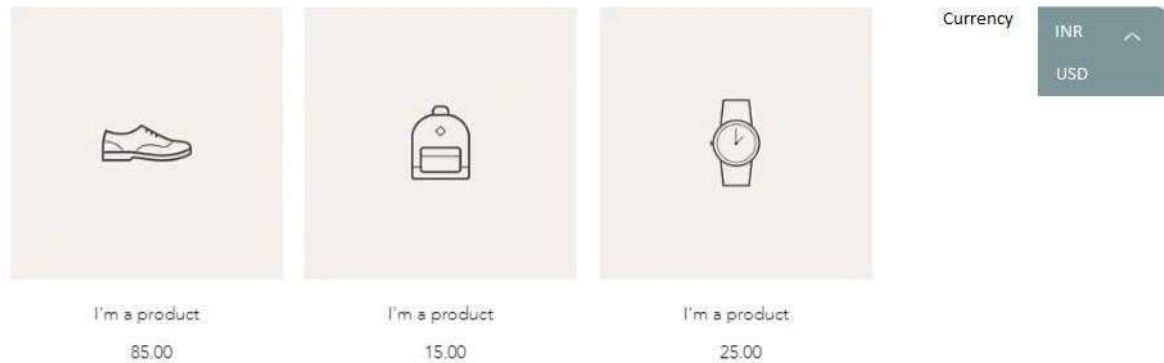 Currency
INR
USD
I'm a product
85.00
I'm a product
15.00
I'm a product
25.00